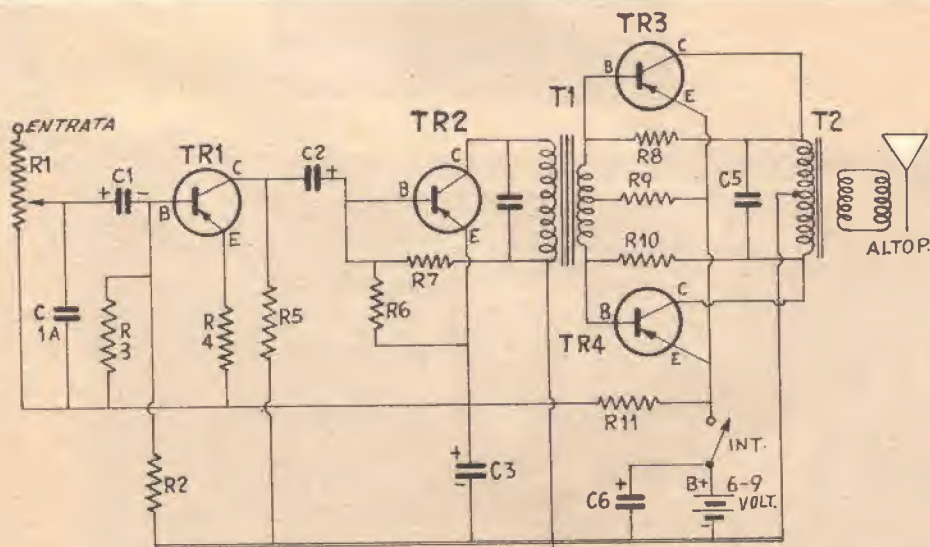 ENTRATA
R1
C1
+ -
TR1
B
C
E
C
1A
R
3
R
4
R5
R2
C2
+
TR2
B
C
E
R7
R6
+
-
C3
T1
TR3
B
C
E
R8
R9
R10
C5
T2
ALTOP.
TR4
B
C
E
R11
INT.
+
C6
B+
6-9
VOLT.
-